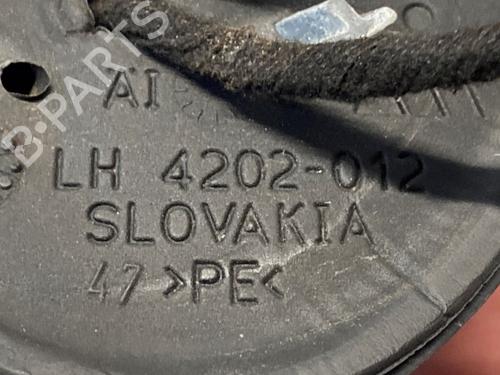 B-PARTS
LH 4202-012
SLOVAKIA
47 >PE<